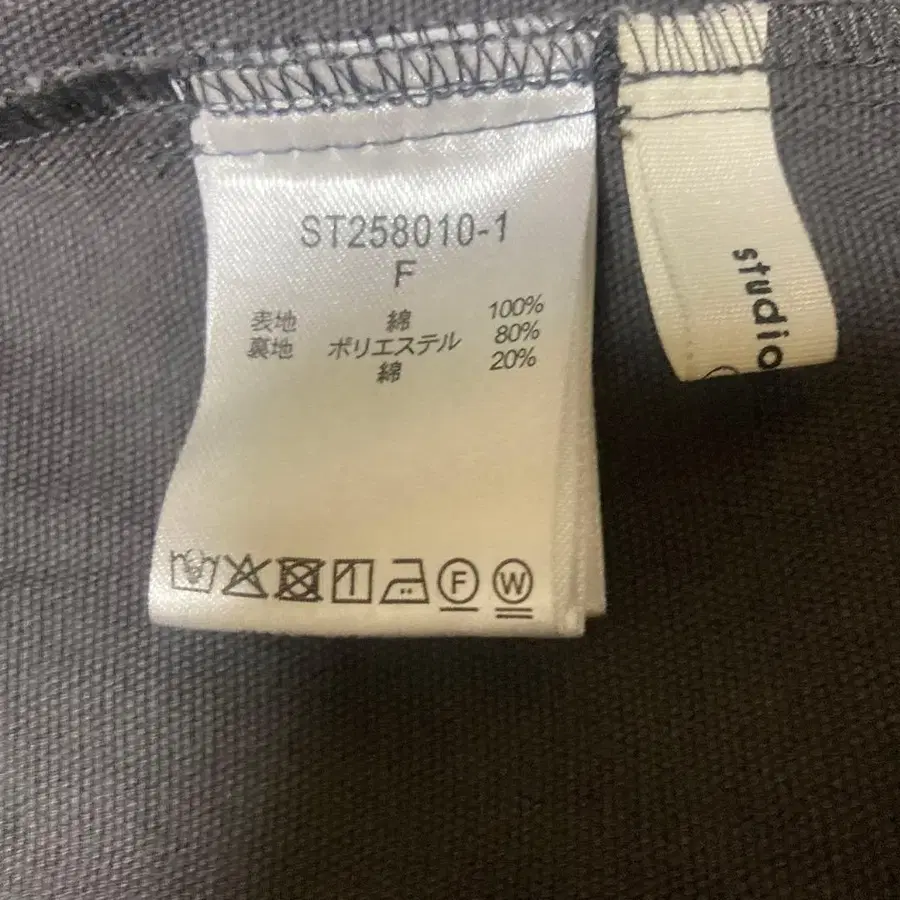 ST258010-1
F
表地 綿 100%
裏地 ポリエステル 80%
綿 20%
F W
studio